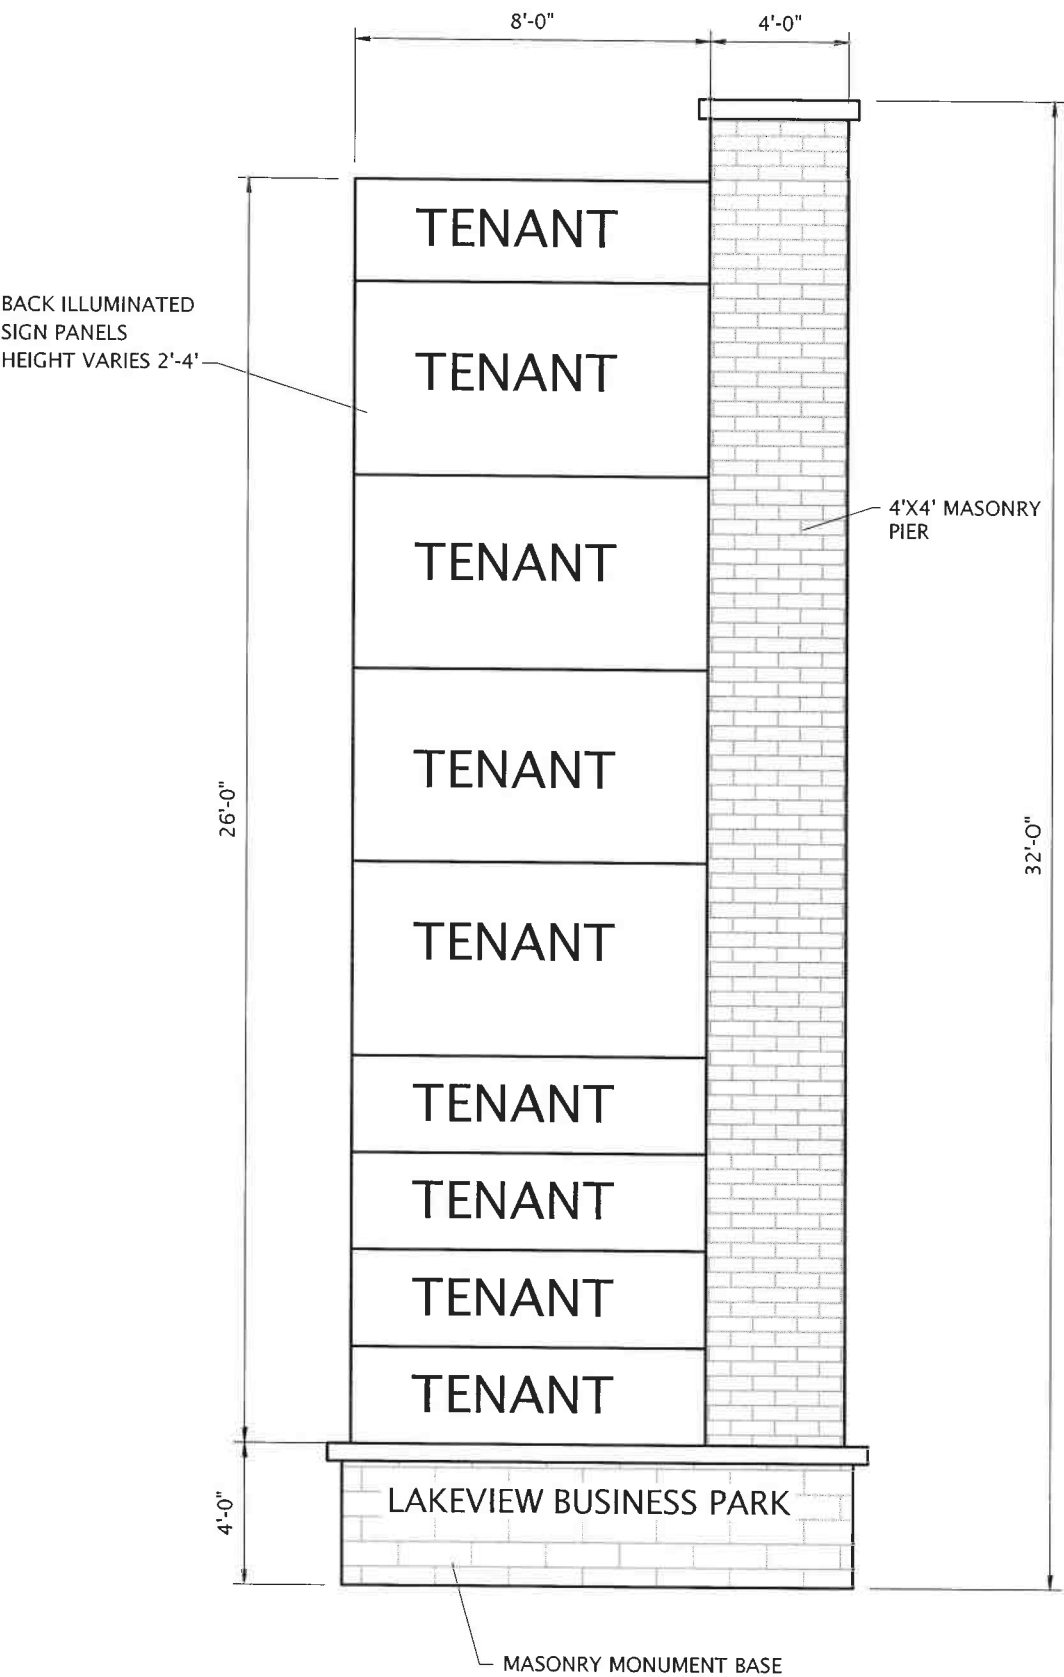 8'-0"
4'-0"
TENANT
BACK ILLUMINATED
SIGN PANELS
HEIGHT VARIES 2'-4'
TENANT
4'X4' MASONRY
PIER
TENANT
TENANT
26'-0"
32'-0"
TENANT
TENANT
TENANT
TENANT
TENANT
4'-0"
LAKEVIEW BUSINESS PARK
MASONRY MONUMENT BASE